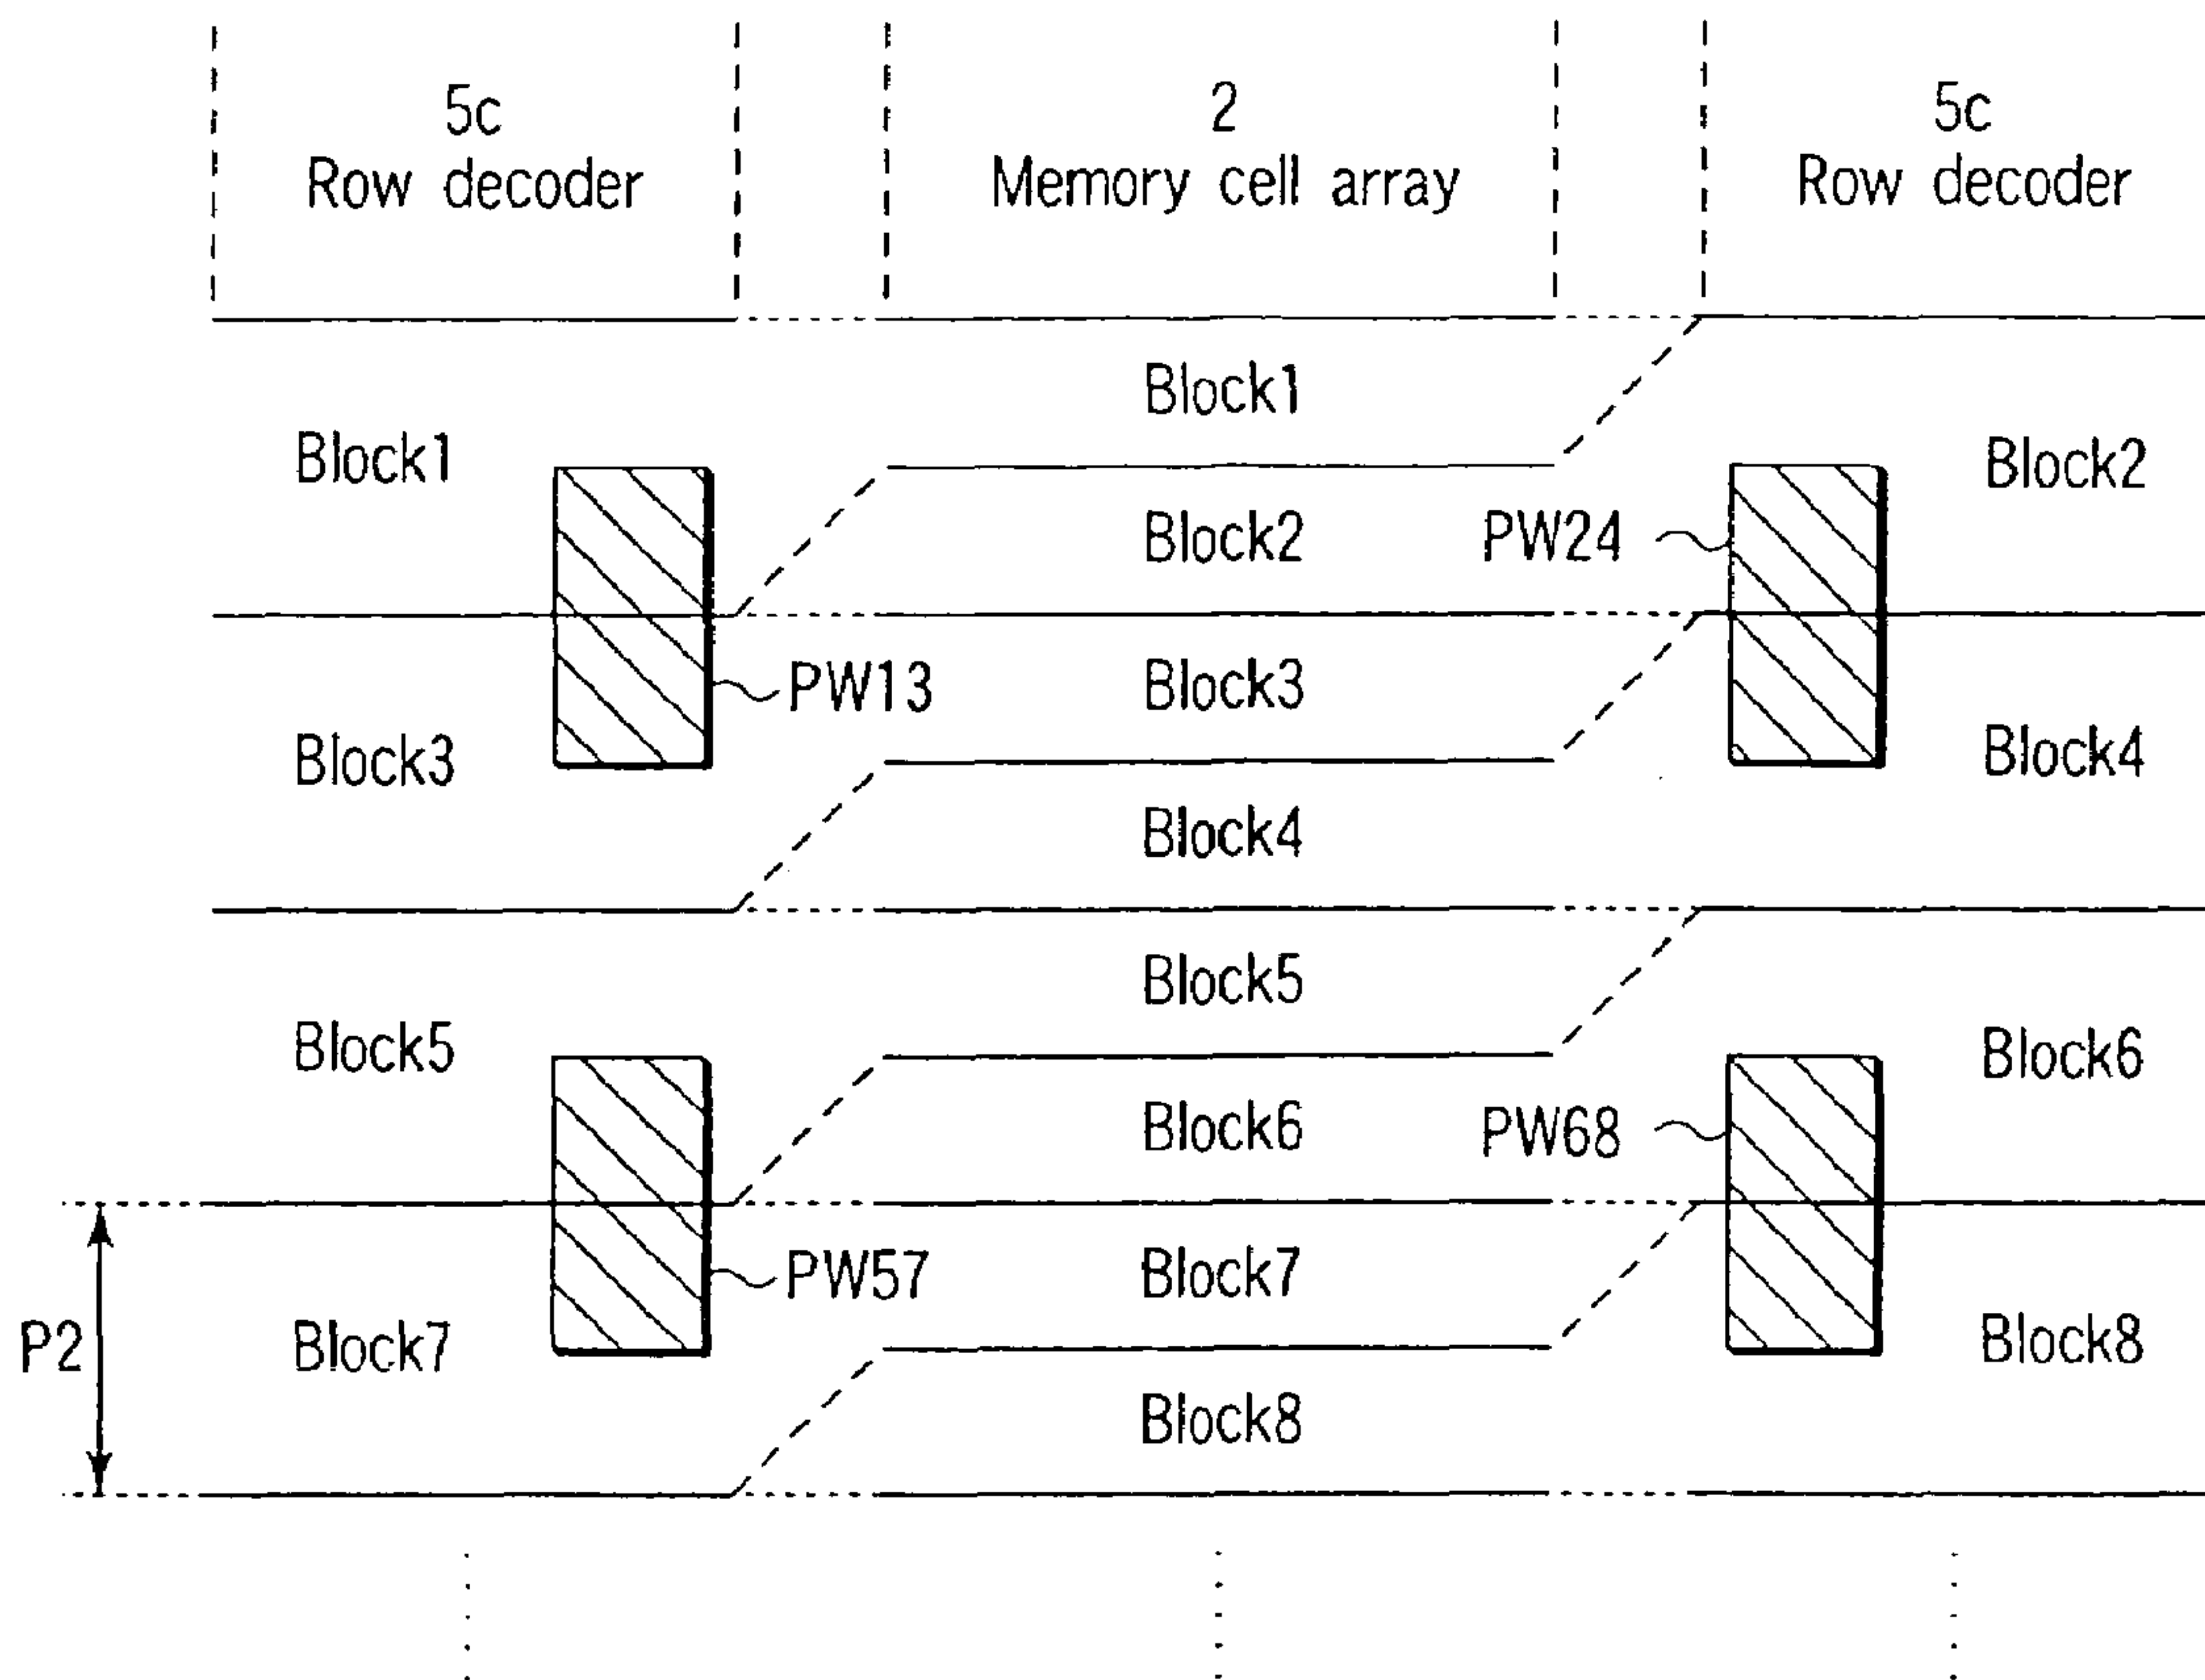 5c 2 5c
Row decoder Memory cell array Row decoder
Block1
Block1 Block2
Block2 PW24
PW13 Block3
Block3 Block4
Block4
Block5
Block5 Block6
Block6 PW68
PW57 Block7
P2 Block7 Block8
Block8